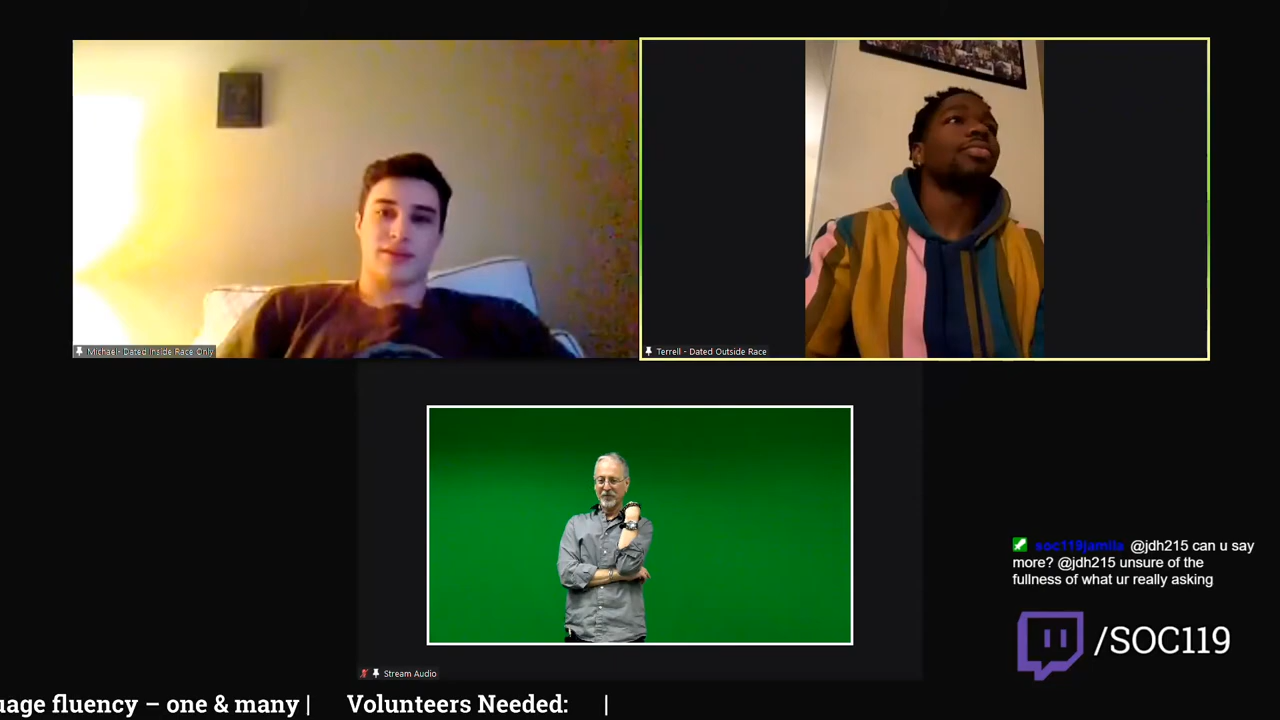 Michael- Dated Inside Race Only
Terrell - Dated Outside Race
soc119jamila @jdh215 can u say
more? @jdh215 unsure of the
fullness of what ur really asking
/SOC119
Stream Audio
uage fluency – one & many | Volunteers Needed: |